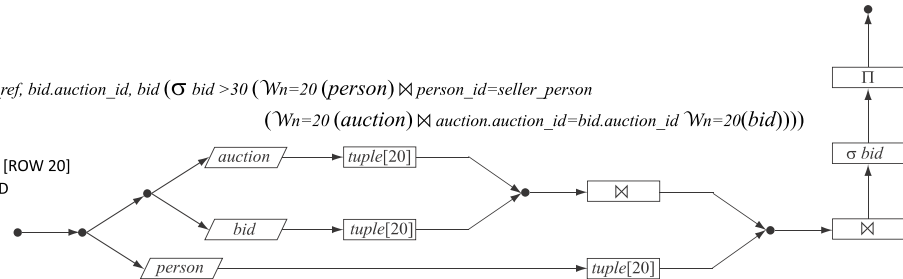 Π
_ref, bid.auction_id, bid (σ bid >30 (Wn=20 (person) ⋈ person_id=seller_person
(Wn=20 (auction) ⋈ auction.auction_id=bid.auction_id Wn=20(bid))))
[ROW 20]
D
auction tuple[20]
σ bid
⋈
bid tuple[20]
⋈
person tuple[20]